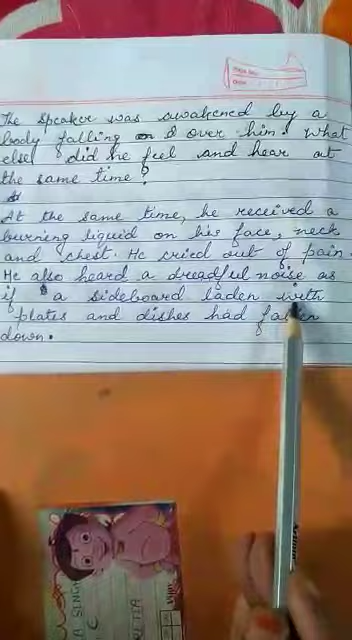 The speaker was awakened by a
body falling over him. What
else did he feel and hear at
the same time?
At the same time, he received a
burning liquid on his face, neck
and chest. He cried out of pain.
He also heard a dreadful noise as
if a sideboard laden with
plates and dishes had fallen
down.
A SINGH
C